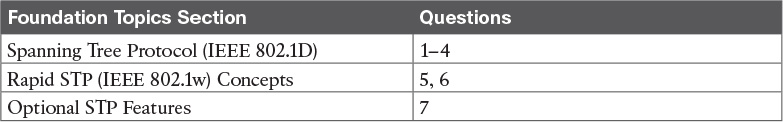 Foundation Topics Section Questions
Spanning Tree Protocol (IEEE 802.1D) 1–4
Rapid STP (IEEE 802.1w) Concepts 5, 6
Optional STP Features 7